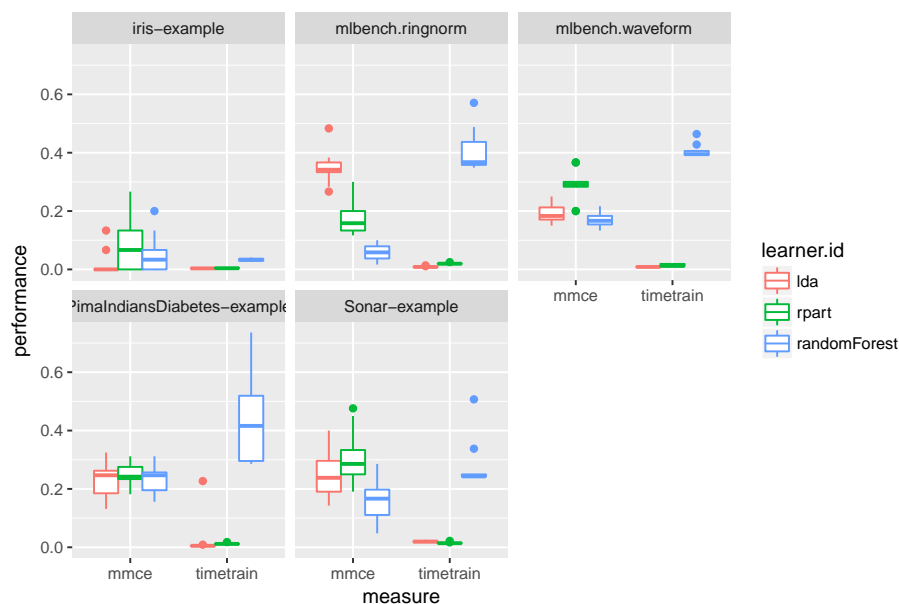 iris−example
mlbench.ringnorm
mlbench.waveform
0.6
0.4
0.2
0.0
mmce
timetrain
PimaIndiansDiabetes−example
Sonar−example
0.6
0.4
0.2
0.0
mmce
timetrain
mmce
timetrain
measure
performance
learner.id
lda
rpart
randomForest